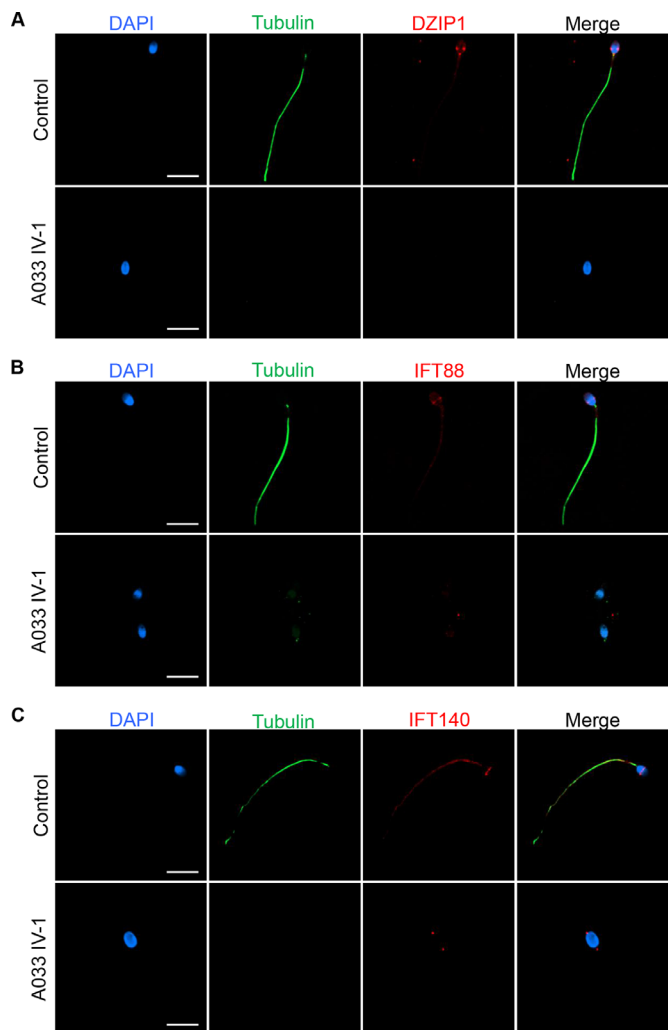 A
DAPI Tubulin DZIP1 Merge
Control
A033 IV-1
B
DAPI Tubulin IFT88 Merge
Control
A033 IV-1
C
DAPI Tubulin IFT140 Merge
Control
A033 IV-1